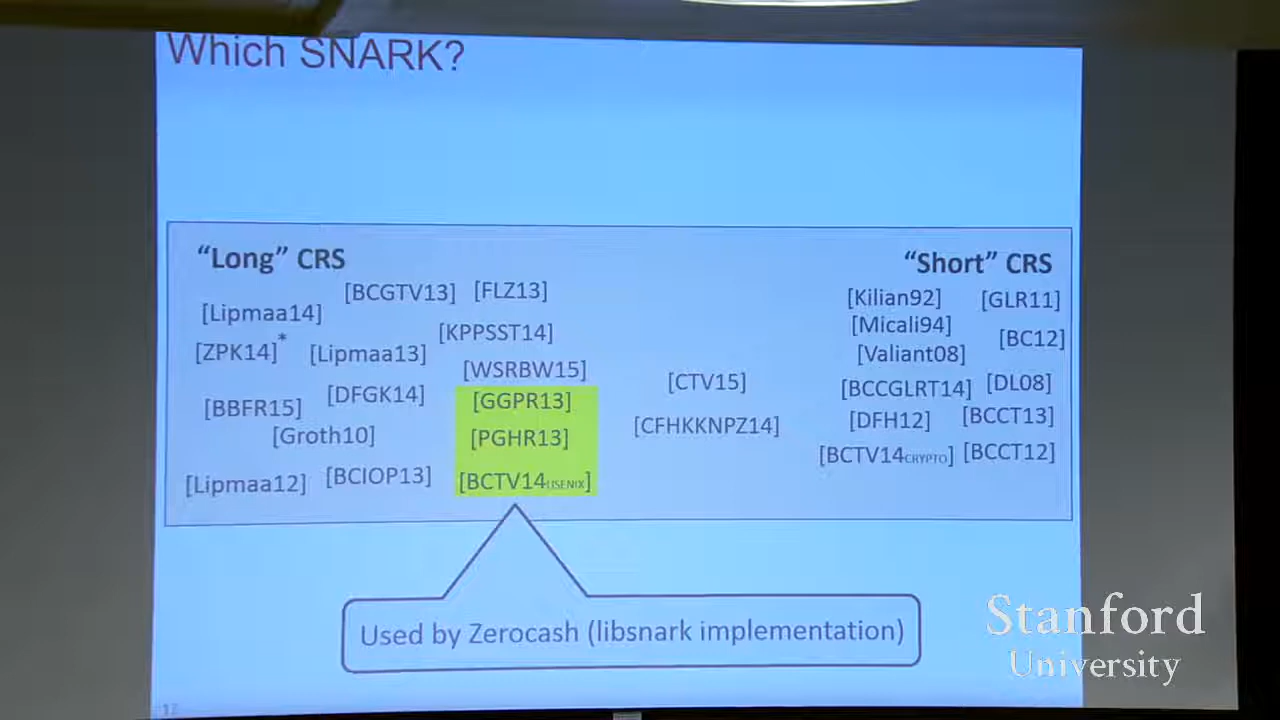 Which SNARK?
“Long” CRS
“Short” CRS
[BCGTV13] [FLZ13]
[Lipmaa14]
[KPPSST14]
[ZPK14]* [Lipmaa13]
[WSRBW15]
[DFGK14] [GGPR13]
[BBFR15]
[Groth10] [PGHR13]
[Lipmaa12] [BCIOP13] [BCTV14USENIX]
[CTV15]
[CFHKKNPZ14]
[Kilian92] [GLR11]
[Micali94] [BC12]
[Valiant08]
[BCCGLRT14] [DL08]
[DFH12] [BCCT13]
[BCTV14CRYPTO] [BCCT12]
Used by Zerocash (libsnark implementation)
Stanford
University